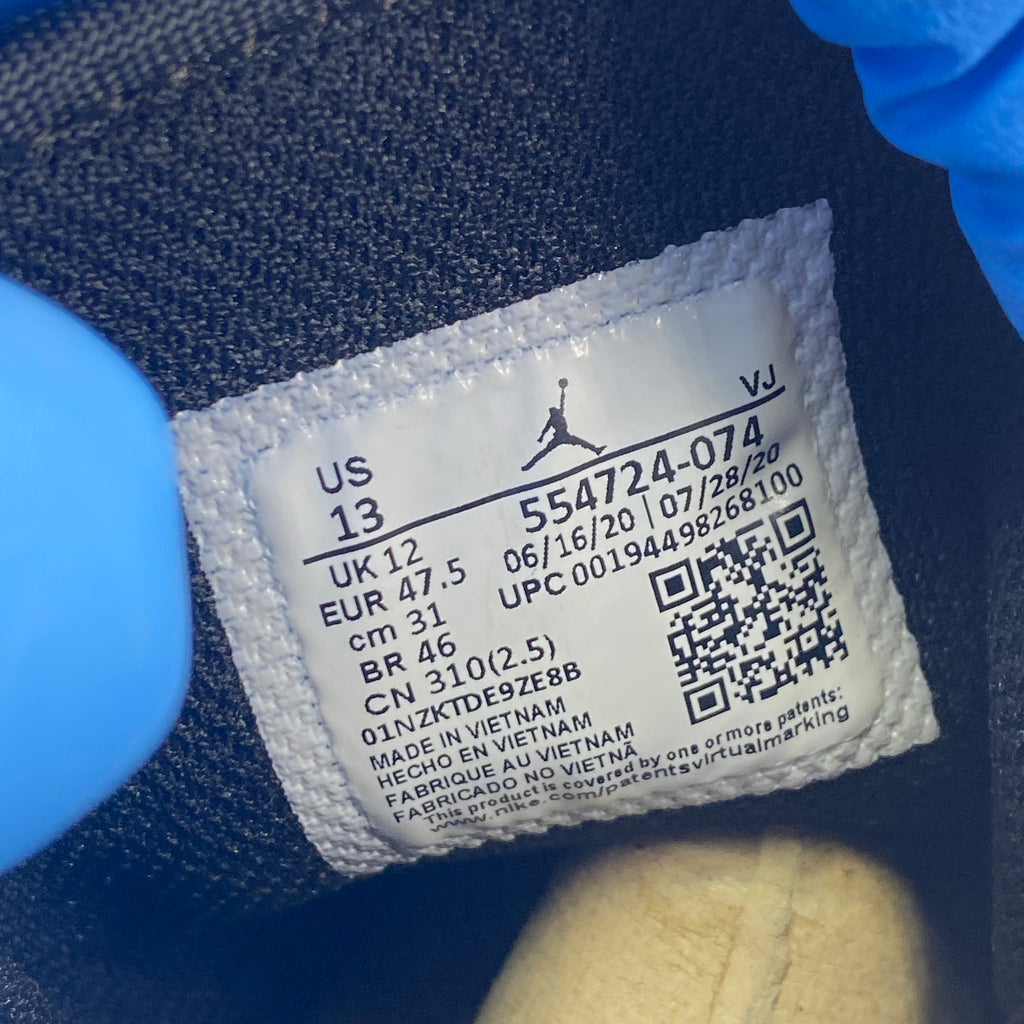 US
13
VJ
UK 12
EUR 47.5
cm 31
BR 46
CN 310(2.5)
554724-074
06/16/20 | 07/28/20
UPC 00194498268100
01NZKTDE9ZE8B
MADE IN VIETNAM
HECHO EN VIETNAM
FABRIQUE AU VIETNAM
FABRICADO NO VIETNÃ
This product is covered by one or more patents:
www.nike.com/patentsvirtualmarking